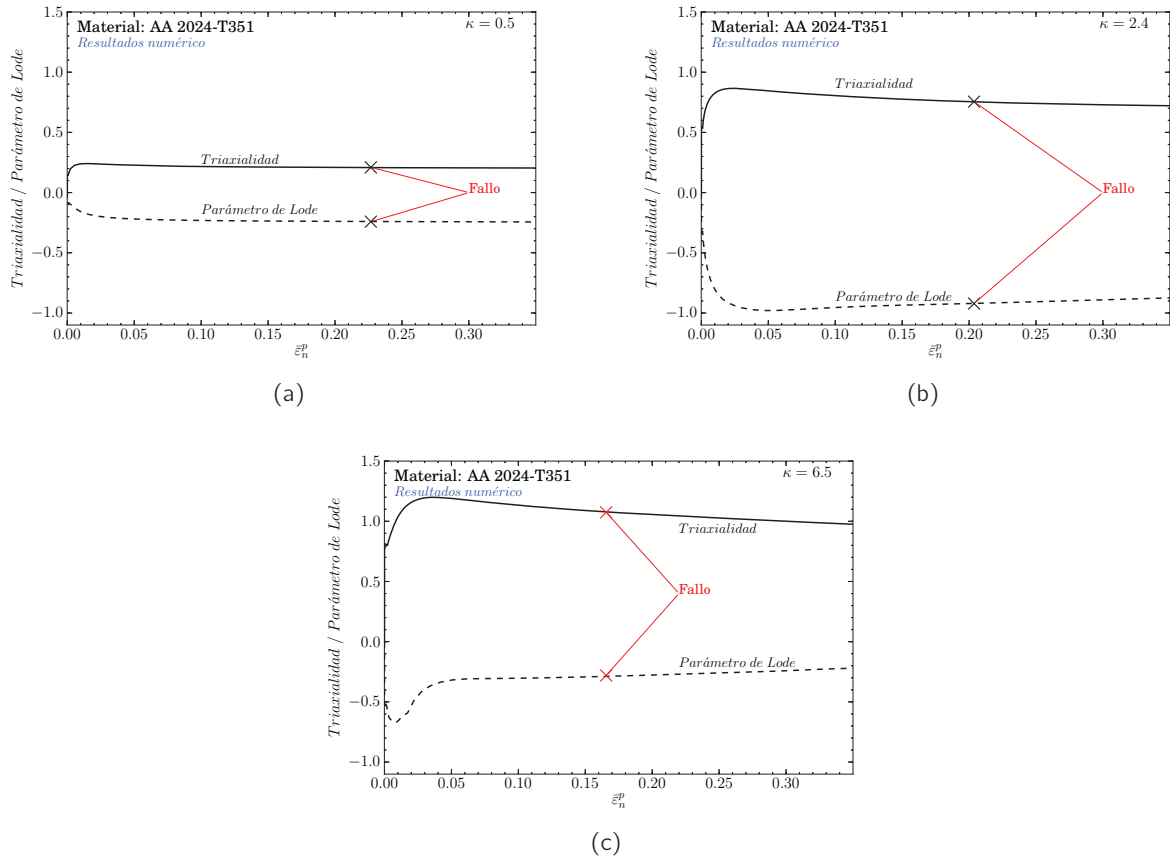 Material: AA 2024-T351
κ = 0.5
Resultados numérico
Triaxialidad
Fallo
Parámetro de Lode
Triaxialidad / Parámetro de Lode
1.5
1.0
0.5
0.0
−0.5
−1.0
0.00 0.05 0.10 0.15 0.20 0.25 0.30
ε̄ₙᵖ
(a)
Material: AA 2024-T351
κ = 2.4
Resultados numérico
Triaxialidad
Fallo
Parámetro de Lode
Triaxialidad / Parámetro de Lode
1.5
1.0
0.5
0.0
−0.5
−1.0
0.00 0.05 0.10 0.15 0.20 0.25 0.30
ε̄ₙᵖ
(b)
Material: AA 2024-T351
κ = 6.5
Resultados numérico
Triaxialidad
Fallo
Parámetro de Lode
Triaxialidad / Parámetro de Lode
1.5
1.0
0.5
0.0
−0.5
−1.0
0.00 0.05 0.10 0.15 0.20 0.25 0.30
ε̄ₙᵖ
(c)